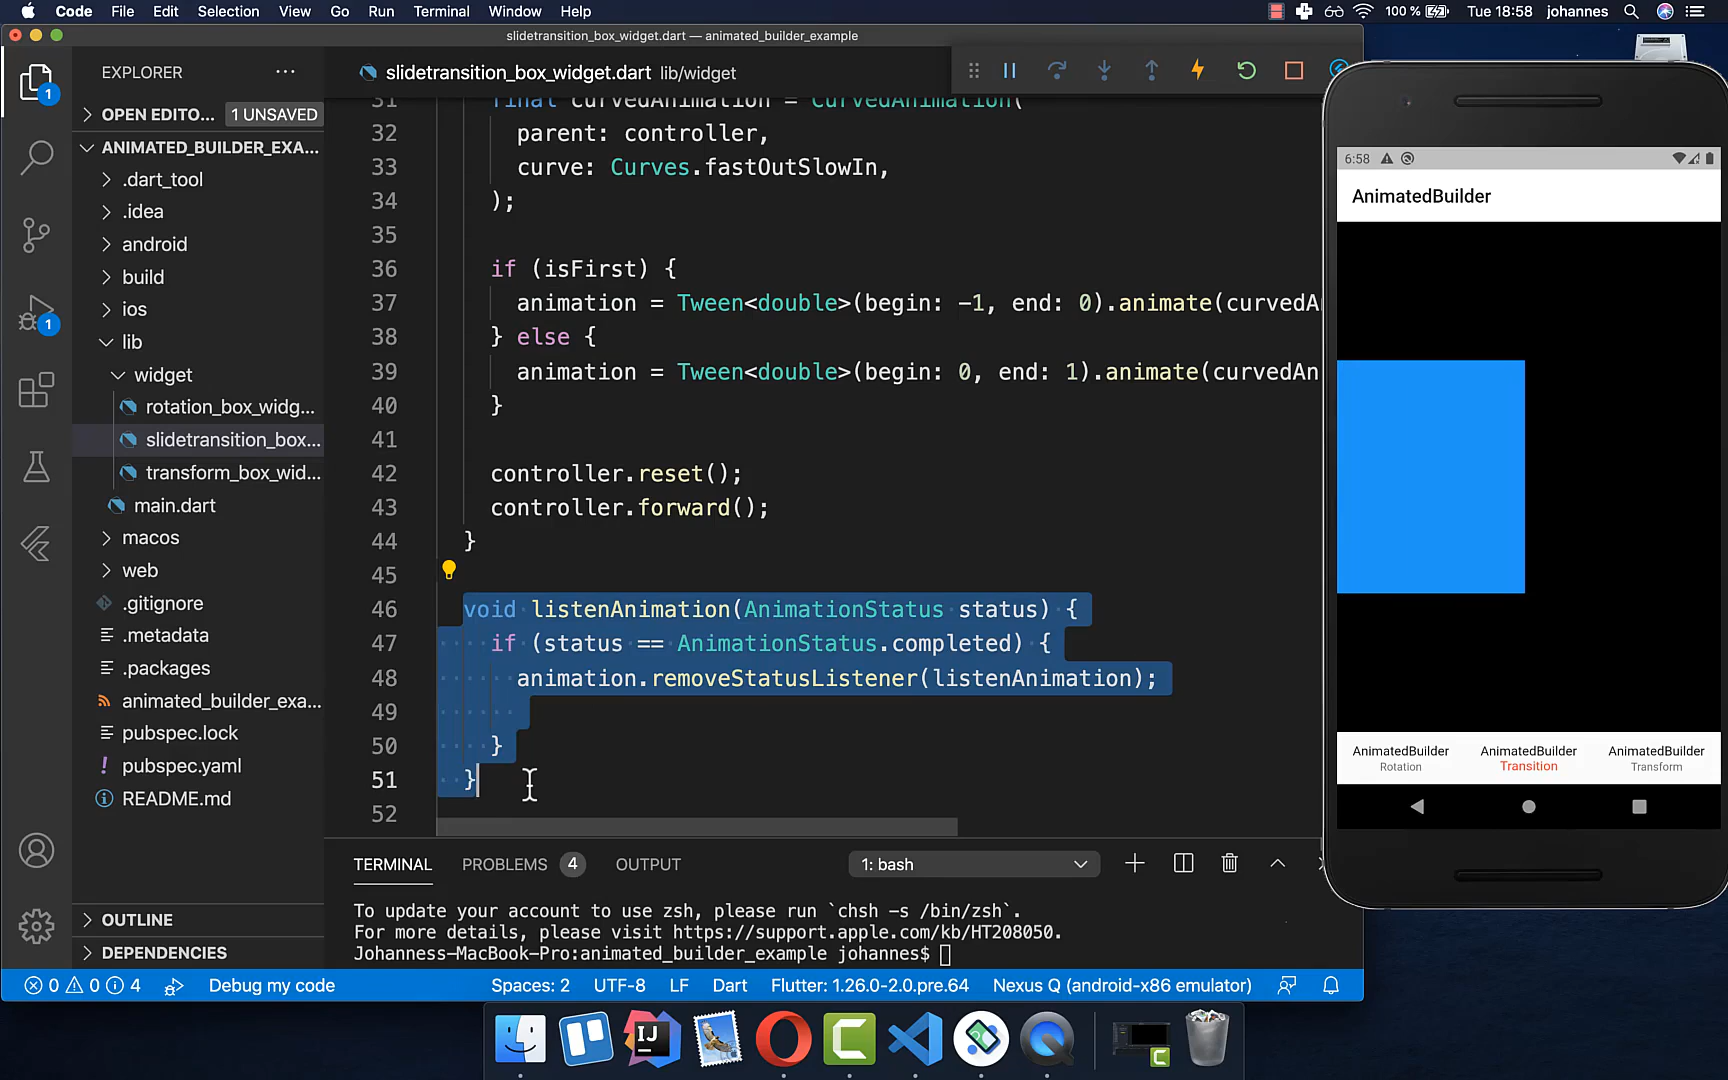 Code File Edit Selection View Go Run Terminal Window Help
100 % Tue 18:58 johannes
slidetransition_box_widget.dart — animated_builder_example
EXPLORER
OPEN EDITO... 1 UNSAVED
ANIMATED_BUILDER_EXA...
.dart_tool
.idea
android
build
ios
lib
widget
rotation_box_widg...
slidetransition_box...
transform_box_wid...
main.dart
macos
web
.gitignore
.metadata
.packages
animated_builder_exa...
pubspec.lock
pubspec.yaml
README.md
OUTLINE
DEPENDENCIES
1
1
slidetransition_box_widget.dart lib/widget
31 final curvedAnimation = CurvedAnimation(
32 parent: controller,
33 curve: Curves.fastOutSlowIn,
34 );
35
36 if (isFirst) {
37 animation = Tween<double>(begin: -1, end: 0).animate(curvedA
38 } else {
39 animation = Tween<double>(begin: 0, end: 1).animate(curvedAn
40 }
41
42 controller.reset();
43 controller.forward();
44 }
45
46 void listenAnimation(AnimationStatus status) {
47 if (status == AnimationStatus.completed) {
48 animation.removeStatusListener(listenAnimation);
49
50 }
51 }
52
TERMINAL PROBLEMS 4 OUTPUT 1: bash
To update your account to use zsh, please run `chsh -s /bin/zsh`.
For more details, please visit https://support.apple.com/kb/HT208050.
Johanness-MacBook-Pro:animated_builder_example johannes$
0 0 4 Debug my code Spaces: 2 UTF-8 LF Dart Flutter: 1.26.0-2.0.pre.64 Nexus Q (android-x86 emulator)
6:58
AnimatedBuilder
AnimatedBuilder AnimatedBuilder AnimatedBuilder
Rotation Transition Transform